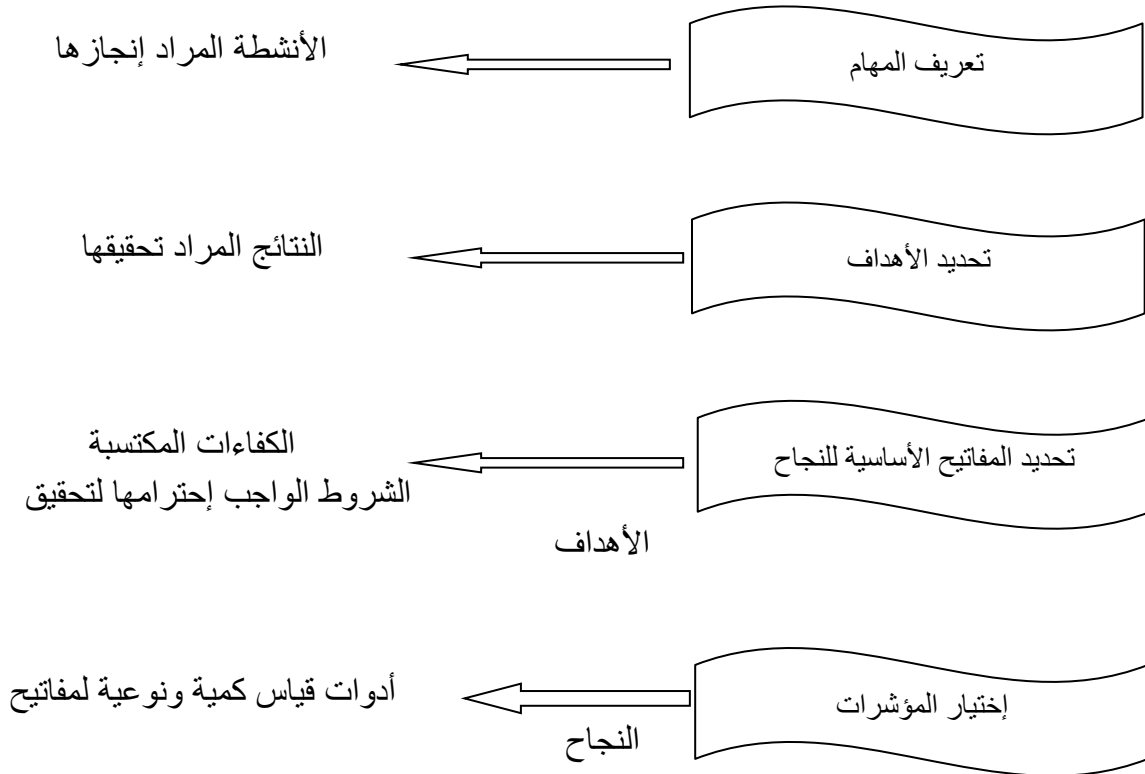 تعريف المهام
الأنشطة المراد إنجازها
تحديد الأهداف
النتائج المراد تحقيقها
تحديد المفاتيح الأساسية للنجاح
الكفاءات المكتسبة
الشروط الواجب إحترامها لتحقيق
الأهداف
إختيار المؤشرات
أدوات قياس كمية ونوعية لمفاتيح
النجاح